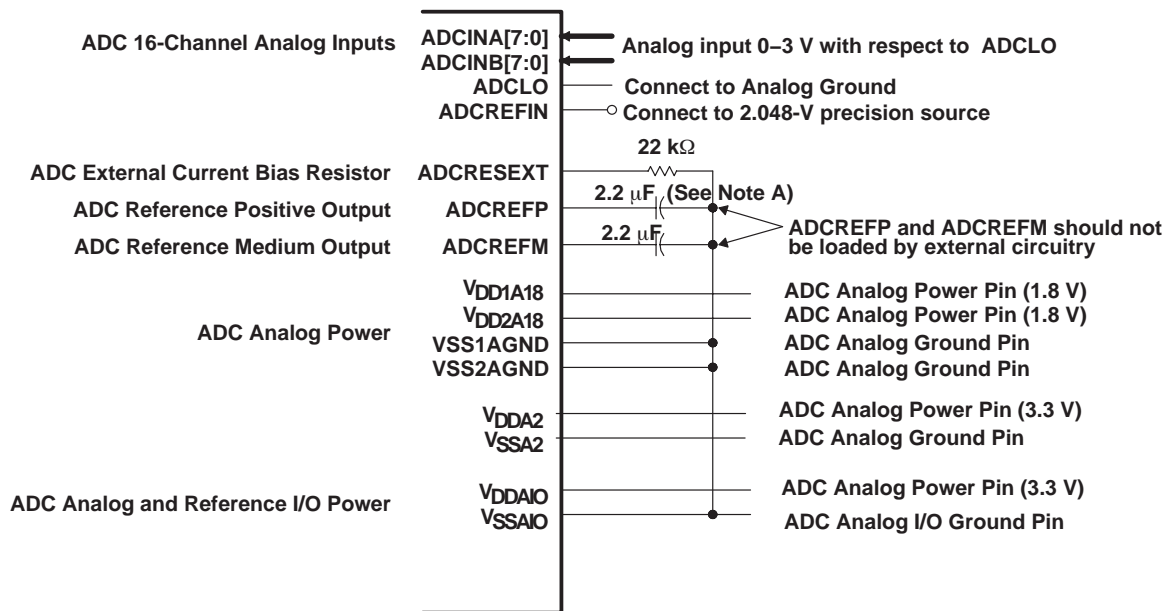 ADC 16-Channel Analog Inputs
ADCINA[7:0]
ADCINB[7:0]
Analog input 0–3 V with respect to ADCLO
ADCLO
Connect to Analog Ground
ADCREFIN
Connect to 2.048-V precision source
22 kΩ
ADC External Current Bias Resistor
ADCRESEXT
2.2 μF (See Note A)
ADC Reference Positive Output
ADCREFP
2.2 μF
ADC Reference Medium Output
ADCREFM
ADCREFP and ADCREFM should not
be loaded by external circuitry
VDD1A18
ADC Analog Power Pin (1.8 V)
VDD2A18
ADC Analog Power Pin (1.8 V)
ADC Analog Power
VSS1AGND
ADC Analog Ground Pin
VSS2AGND
ADC Analog Ground Pin
VDDA2
ADC Analog Power Pin (3.3 V)
VSSA2
ADC Analog Ground Pin
VDDAIO
ADC Analog Power Pin (3.3 V)
ADC Analog and Reference I/O Power
VSSAIO
ADC Analog I/O Ground Pin